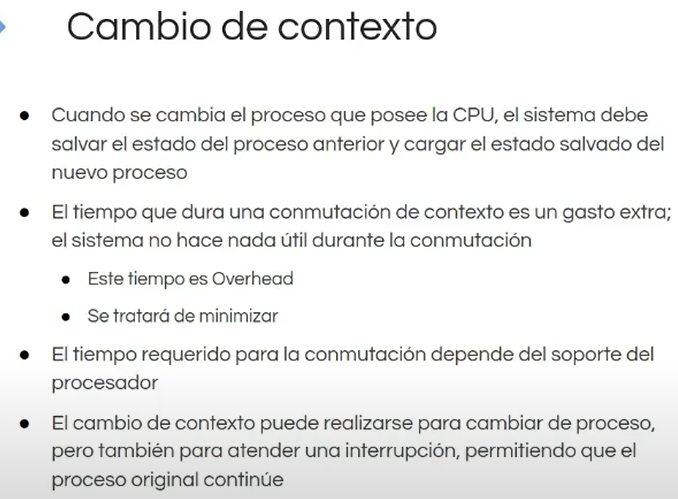 Cambio de contexto
● Cuando se cambia el proceso que posee la CPU, el sistema debe
salvar el estado del proceso anterior y cargar el estado salvado del
nuevo proceso
● El tiempo que dura una conmutación de contexto es un gasto extra;
el sistema no hace nada útil durante la conmutación
● Este tiempo es Overhead
● Se tratará de minimizar
● El tiempo requerido para la conmutación depende del soporte del
procesador
● El cambio de contexto puede realizarse para cambiar de proceso,
pero también para atender una interrupción, permitiendo que el
proceso original continúe